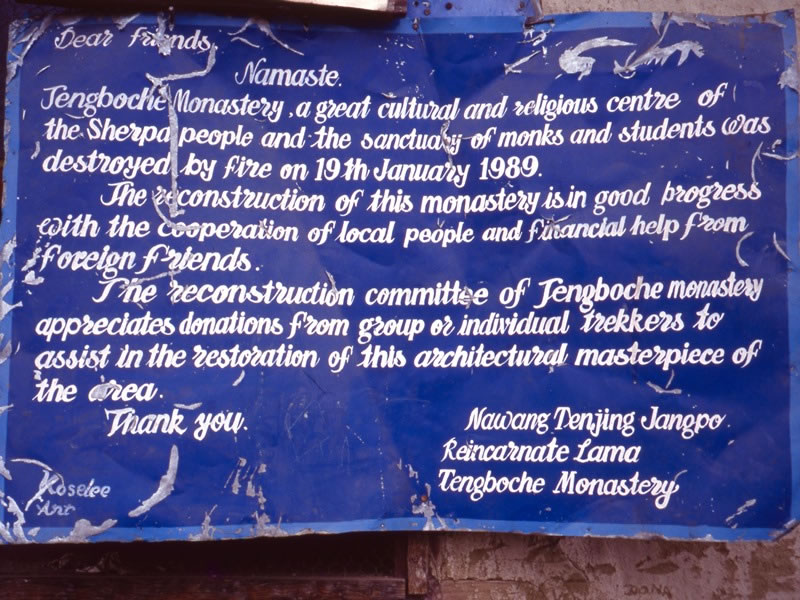 Dear friends,
Namaste.
Tengboche Monastery, a great cultural and religious centre of
the Sherpa people and the sanctuary of monks and students was
destroyed by fire on 19th January 1989.
The reconstruction of this monastery is in good progress
with the cooperation of local people and financial help from
foreign friends.
The reconstruction committee of Tengboche monastery
appreciates donations from group or individual trekkers to
assist in the restoration of this architectural masterpiece of
the area.
Thank you.
Nawang Tenjing Jangpo.
Reincarnate Lama
Tengboche Monastery
Koselee
Art